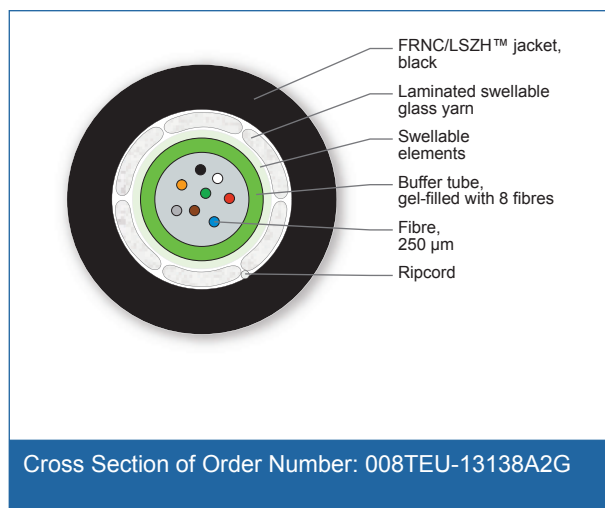 FRNC/LSZH™ jacket,
black
Laminated swellable
glass yarn
Swellable
elements
Buffer tube,
gel-filled with 8 fibres
Fibre,
250 µm
Ripcord
Cross Section of Order Number: 008TEU-13138A2G